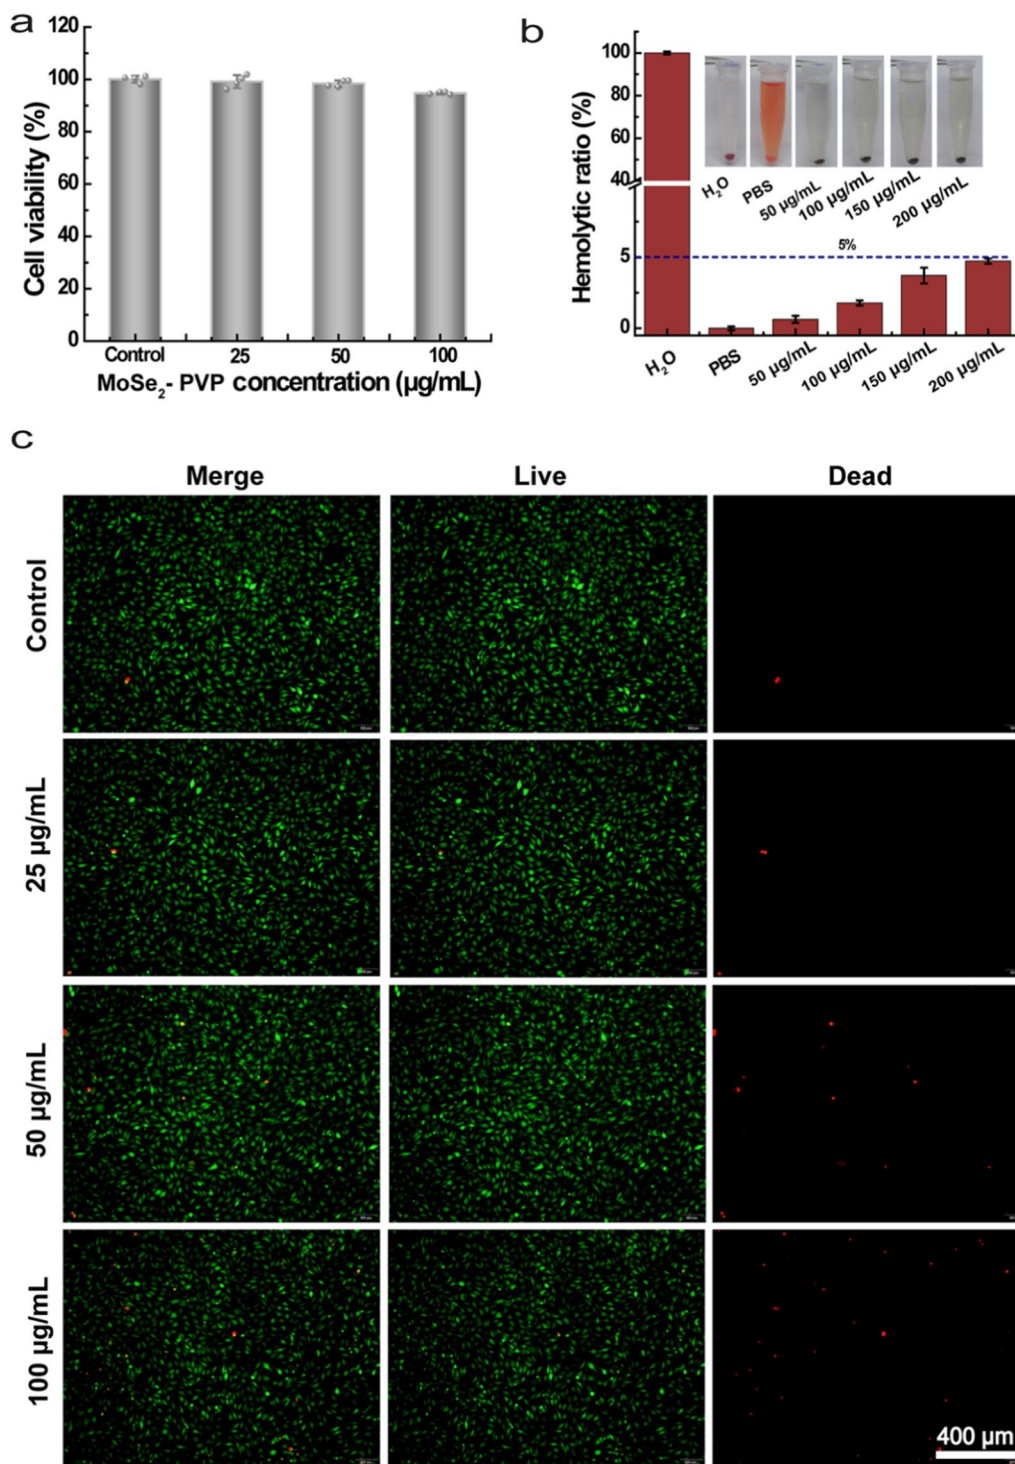 a
120
100
80
60
40
20
0
Cell viability (%)
Control 25 50 100
MoSe₂- PVP concentration (µg/mL)
b
100
80
60
40
5
0
Hemolytic ratio (%)
H₂O PBS 50 µg/mL 100 µg/mL 150 µg/mL 200 µg/mL
5%
H₂O PBS 50 µg/mL 100 µg/mL 150 µg/mL 200 µg/mL
c
Merge Live Dead
Control
25 µg/mL
50 µg/mL
100 µg/mL
400 µm